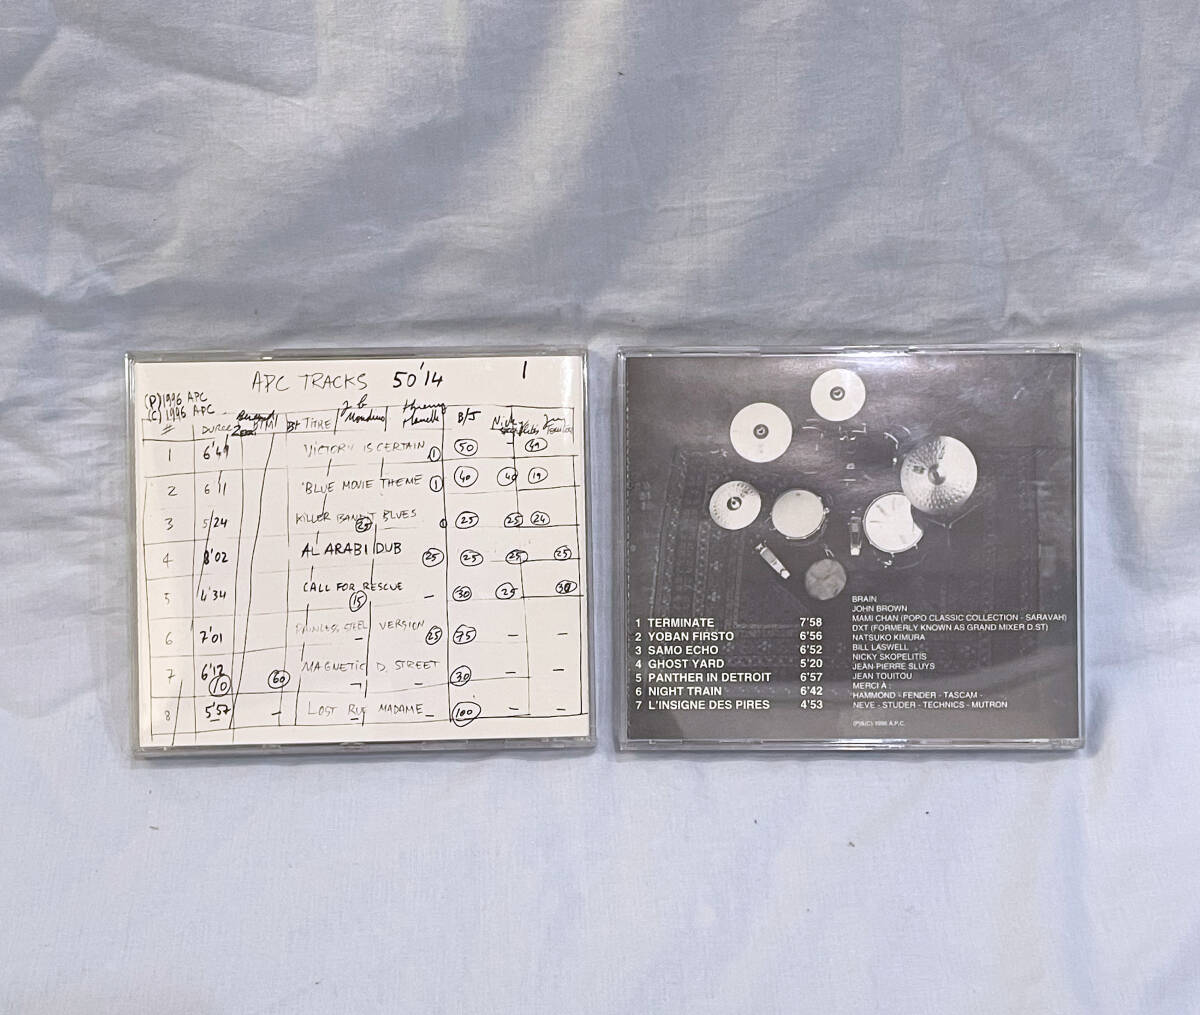 APC TRACKS 50'14 1
(P) 1996 APC
(C) 1996 APC
# DUREE BPM TITRE B/J
1 6'49 VICTORY IS CERTAIN 1 50 49
2 6'11 BLUE MOVIE THEME 1 40 40 19
3 5'24 KILLER BANDIT BLUES 25 25 24
4 8'02 AL ARABI DUB 25 25 25 25
5 4'34 CALL FOR RESCUE 15 - 30 25 30
6 7'01 PAINLESS STEEL VERSION - 25 75 - -
7 6'12 10 60 MAGNETIC D. STREET - - 30 - -
8 5'57 - - LOST RUE MADAME - - 100 - -
1 TERMINATE 7'58
2 YOBAN FIRSTO 6'56
3 SAMO ECHO 6'52
4 GHOST YARD 5'20
5 PANTHER IN DETROIT 6'57
6 NIGHT TRAIN 6'42
7 L'INSIGNE DES PIRES 4'53
BRAIN
JOHN BROWN
MAMI CHAN (POPO CLASSIC COLLECTION - SARAVAH)
DXT (FORMERLY KNOWN AS GRAND MIXER D.ST)
NATSUKO KIMURA
BILL LASWELL
NICKY SKOPELITIS
JEAN-PIERRE SLUYS
JEAN TOUITOU
MERCI A :
HAMMOND - FENDER - TASCAM -
NEVE - STUDER - TECHNICS - MUTRON
(P)&(C) 1998 A.P.C.